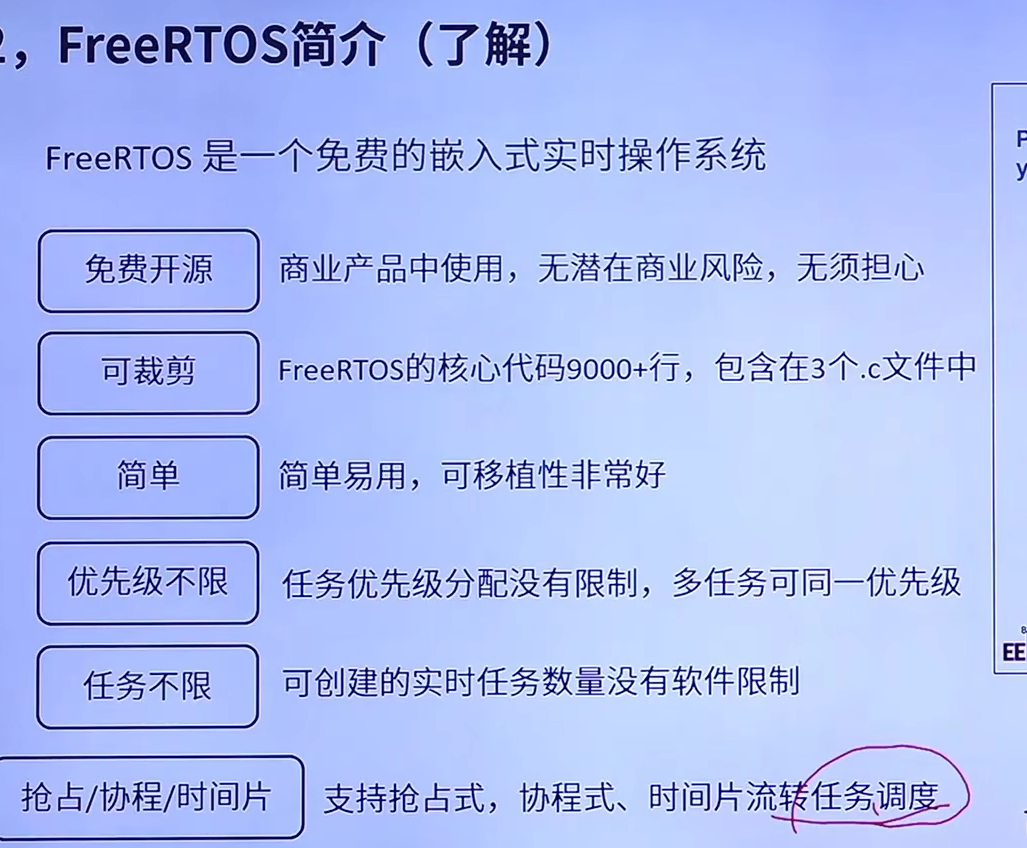 2，FreeRTOS简介（了解）
FreeRTOS 是一个免费的嵌入式实时操作系统
免费开源
商业产品中使用，无潜在商业风险，无须担心
可裁剪
FreeRTOS的核心代码9000+行，包含在3个.c文件中
简单
简单易用，可移植性非常好
优先级不限
任务优先级分配没有限制，多任务可同一优先级
任务不限
可创建的实时任务数量没有软件限制
抢占/协程/时间片
支持抢占式，协程式、时间片流转任务调度
P
y
EE